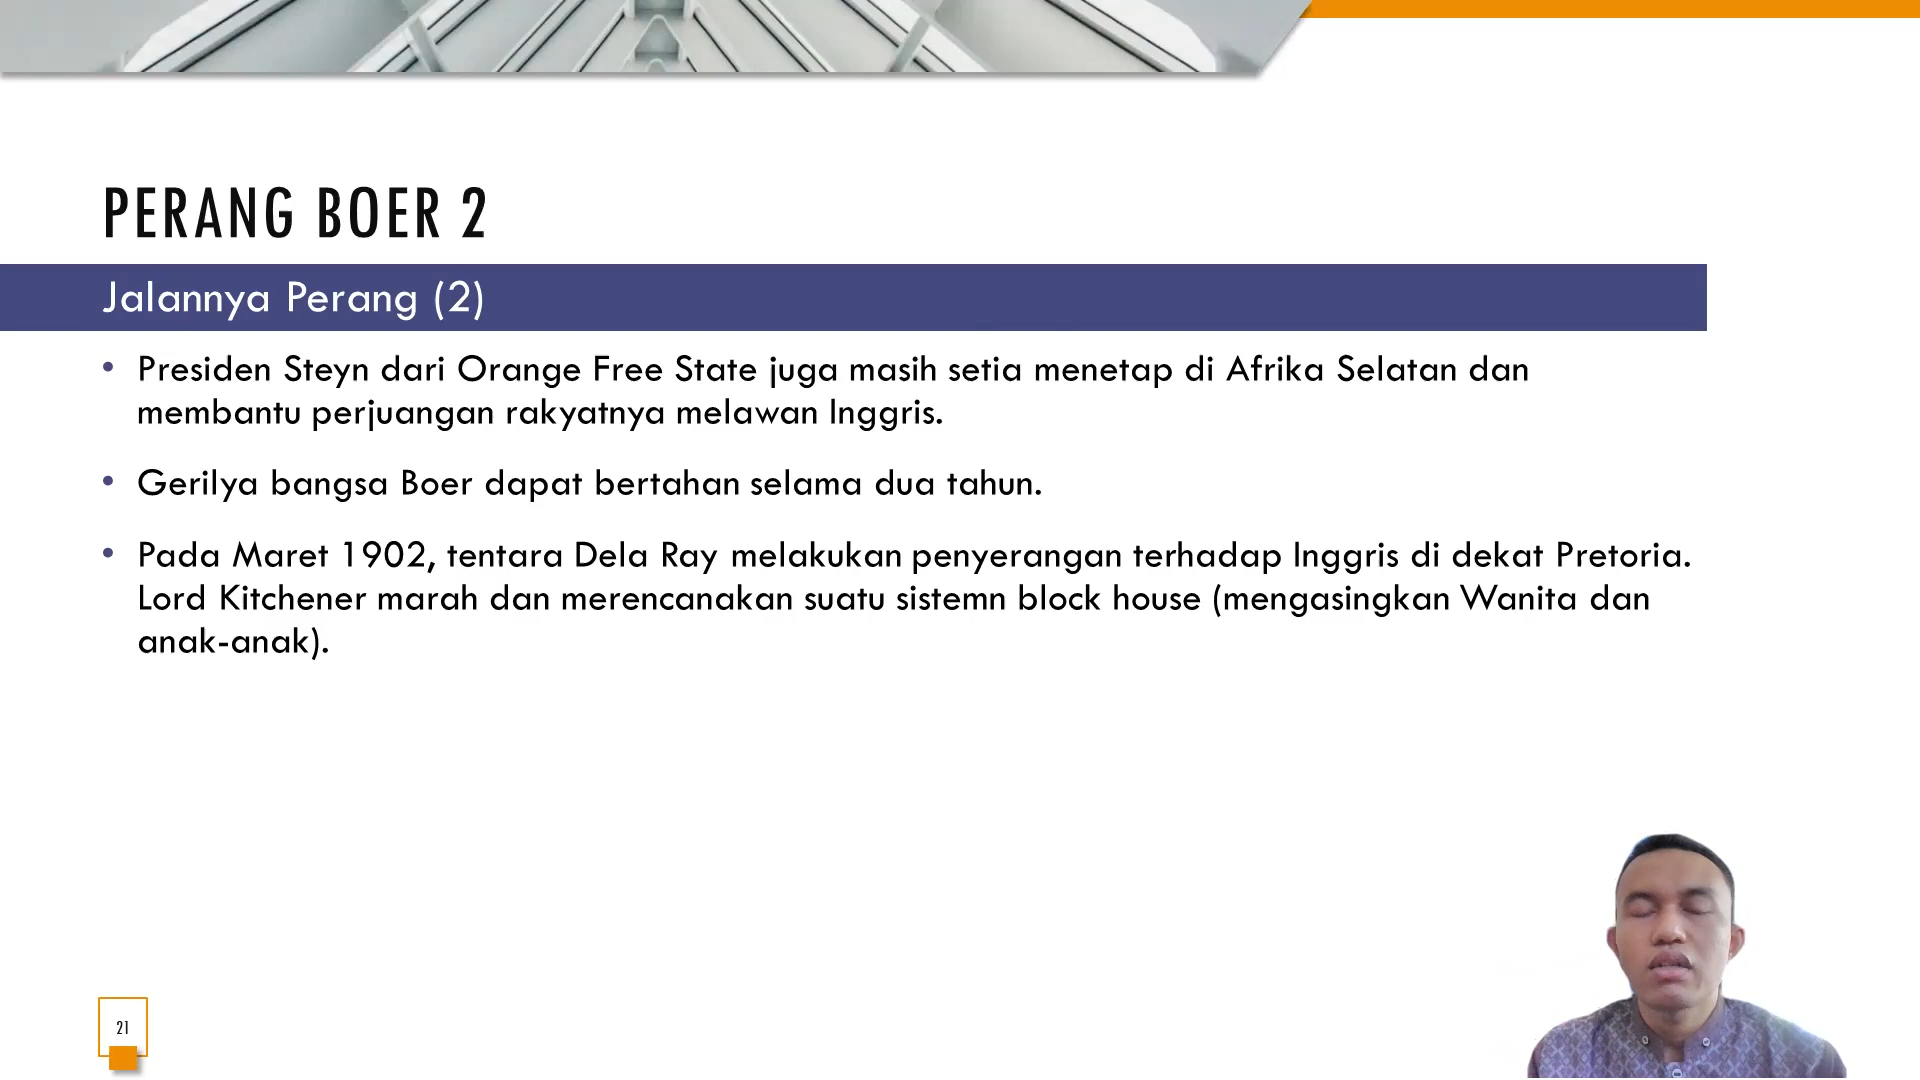 PERANG BOER 2
Jalannya Perang (2)
• Presiden Steyn dari Orange Free State juga masih setia menetap di Afrika Selatan dan
membantu perjuangan rakyatnya melawan Inggris.
• Gerilya bangsa Boer dapat bertahan selama dua tahun.
• Pada Maret 1902, tentara Dela Ray melakukan penyerangan terhadap Inggris di dekat Pretoria.
Lord Kitchener marah dan merencanakan suatu sistemn block house (mengasingkan Wanita dan
anak-anak).
21